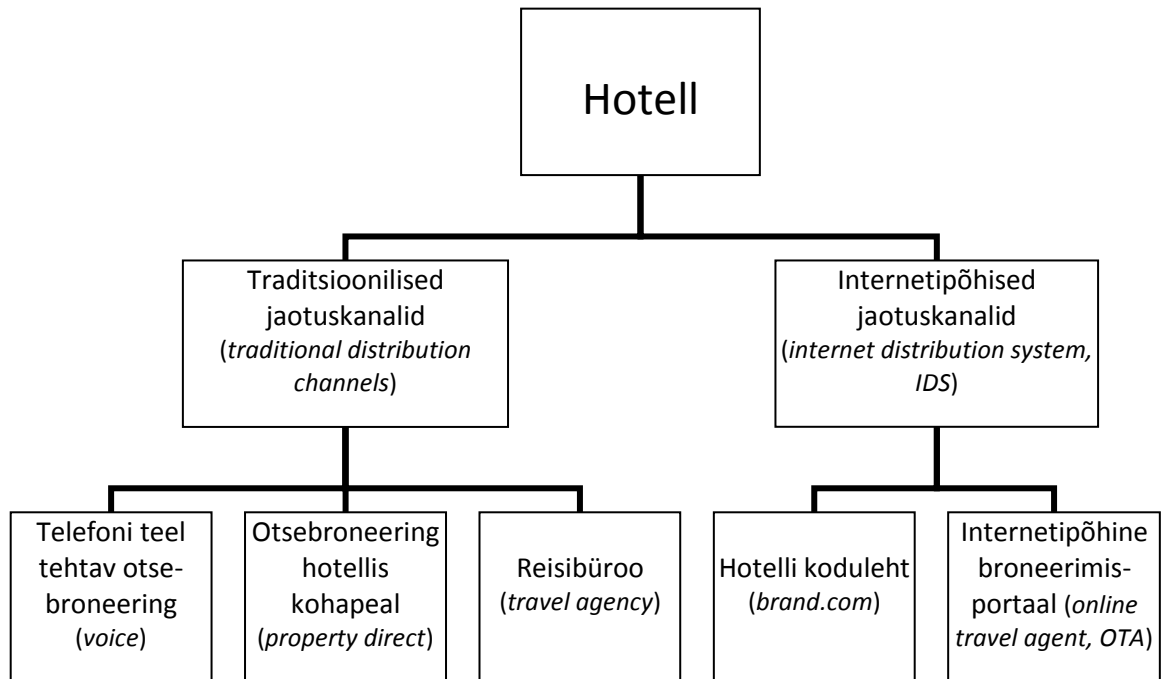 Hotell
Traditsioonilised
jaotuskanalid
(traditional distribution
channels)
Internetipõhised
jaotuskanalid
(internet distribution system,
IDS)
Telefoni teel
tehtav otse-
broneering
(voice)
Otsebroneering
hotellis
kohapeal
(property direct)
Reisibüroo
(travel agency)
Hotelli koduleht
(brand.com)
Internetipõhine
broneerimis-
portaal (online
travel agent, OTA)